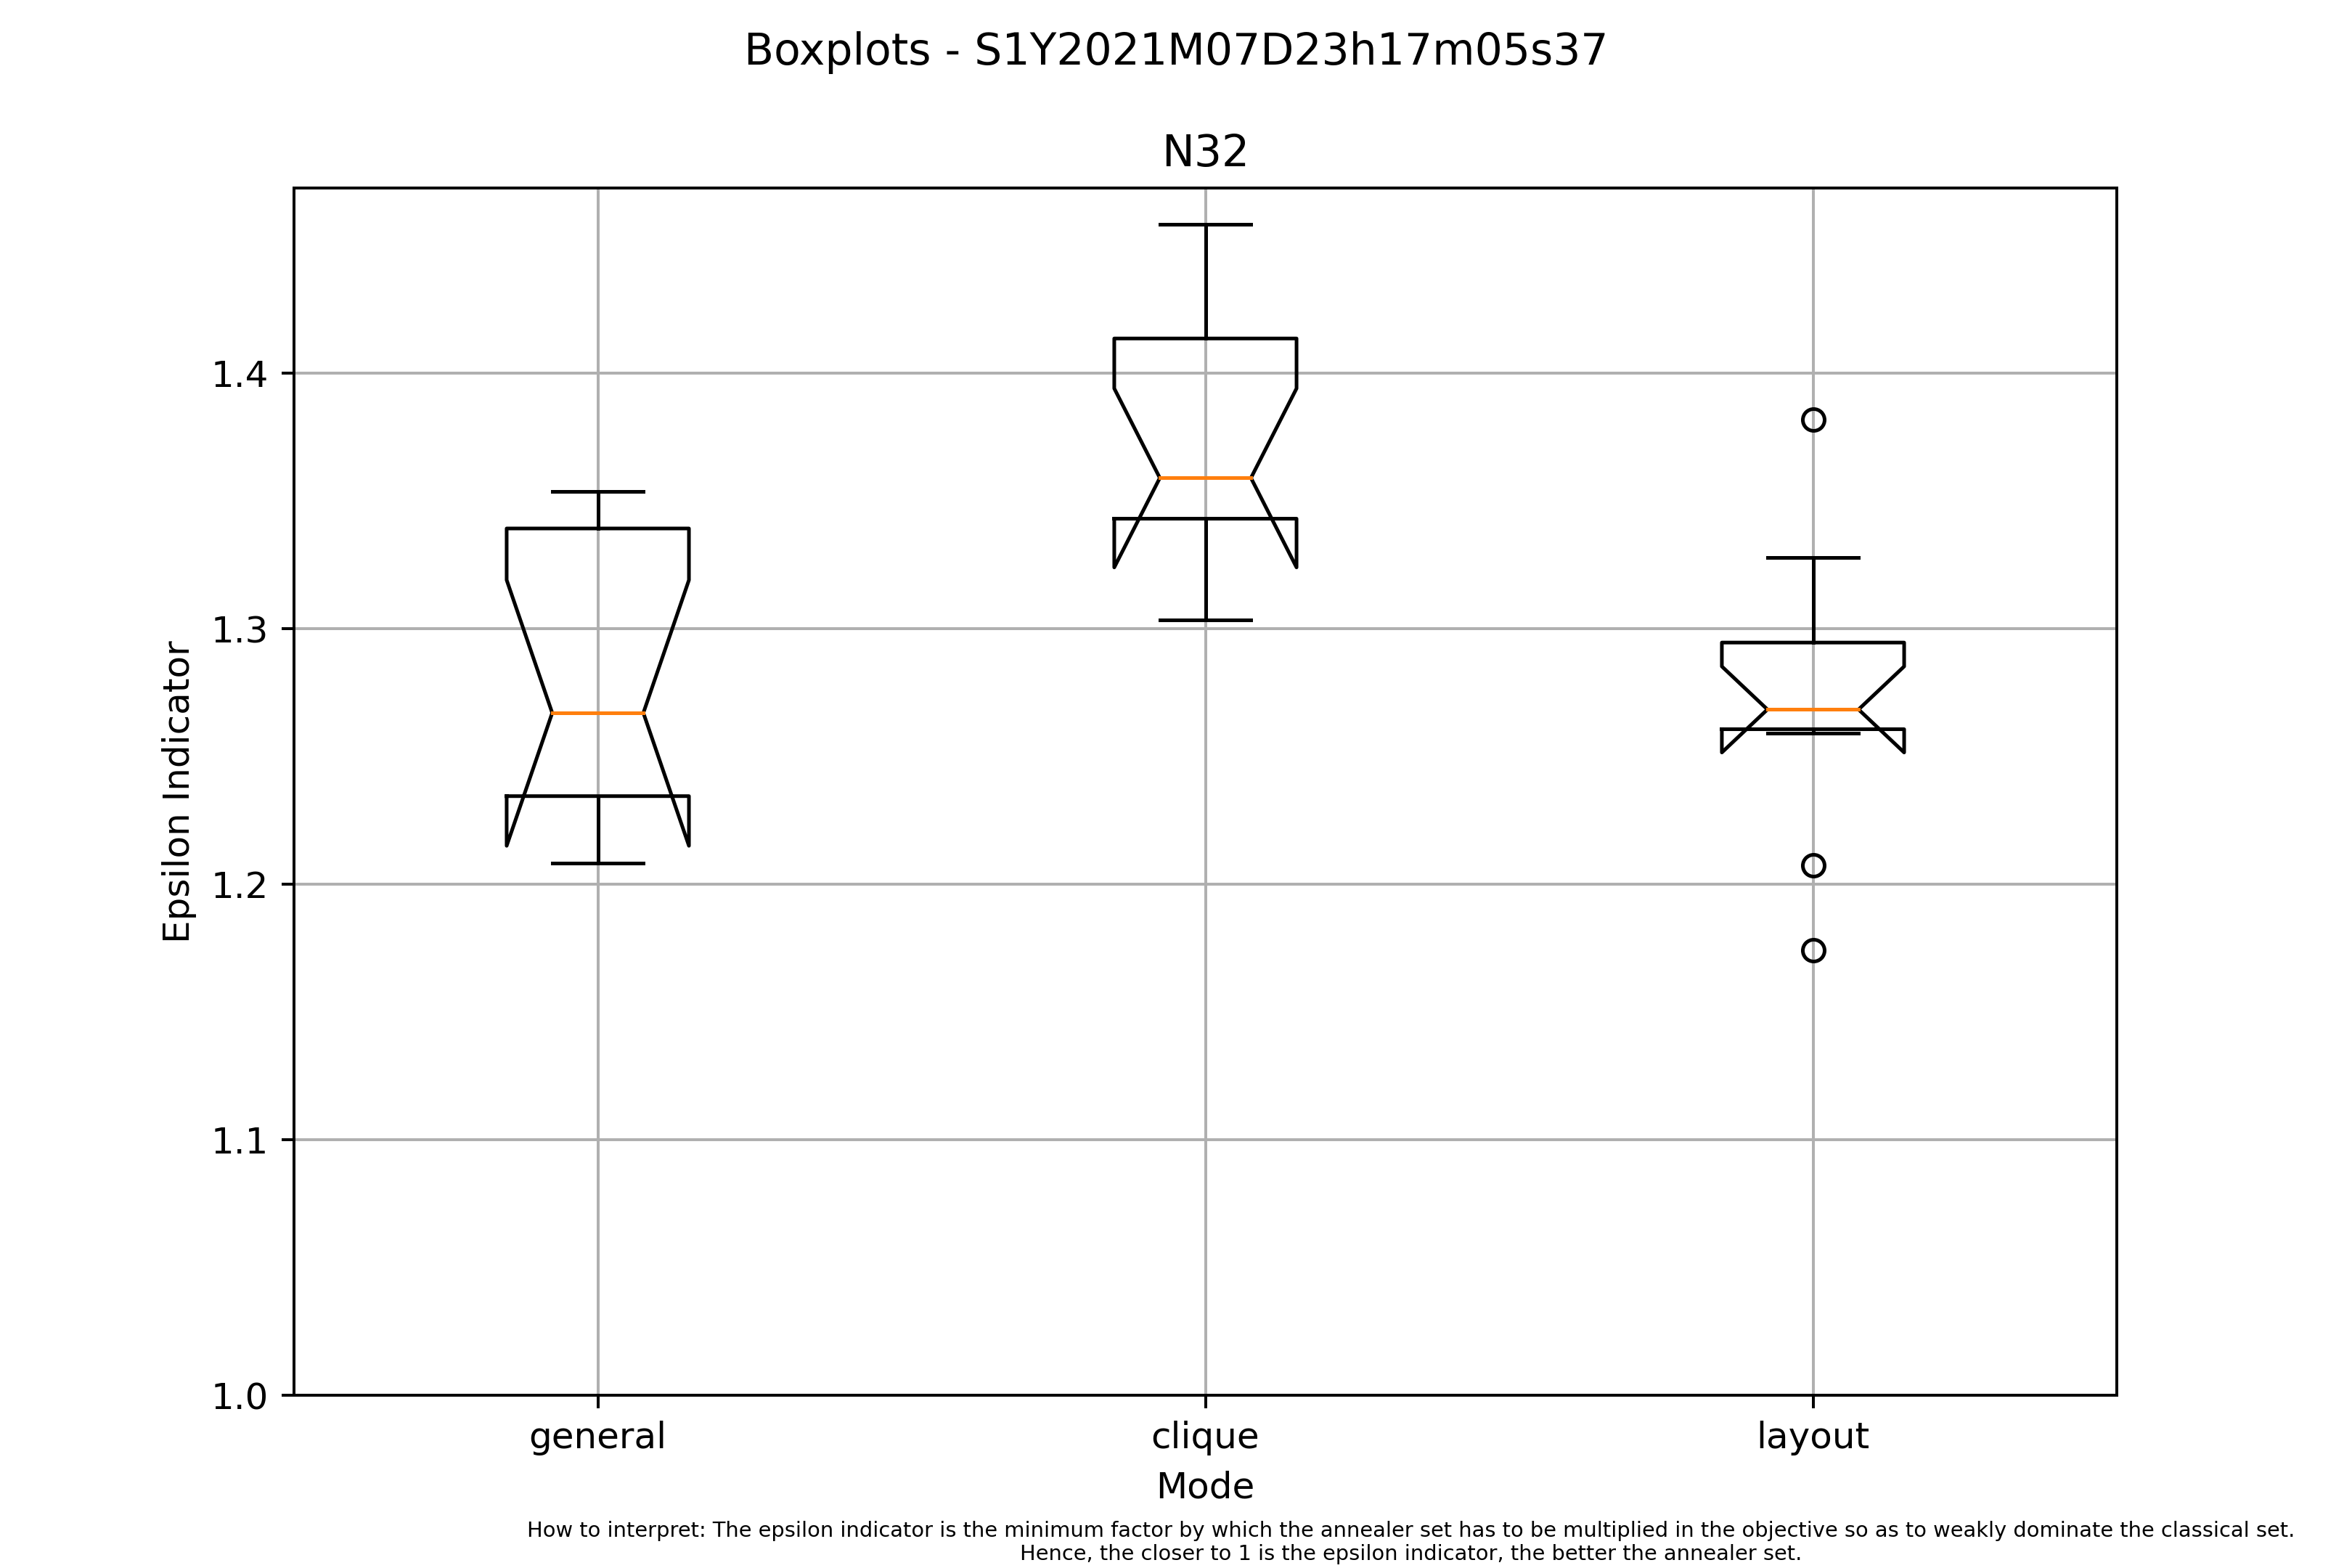 Boxplots - S1Y2021M07D23h17m05s37
N32
Epsilon Indicator
1.4
1.3
1.2
1.1
1.0
general clique layout
Mode
How to interpret: The epsilon indicator is the minimum factor by which the annealer set has to be multiplied in the objective so as to weakly dominate the classical set.
Hence, the closer to 1 is the epsilon indicator, the better the annealer set.